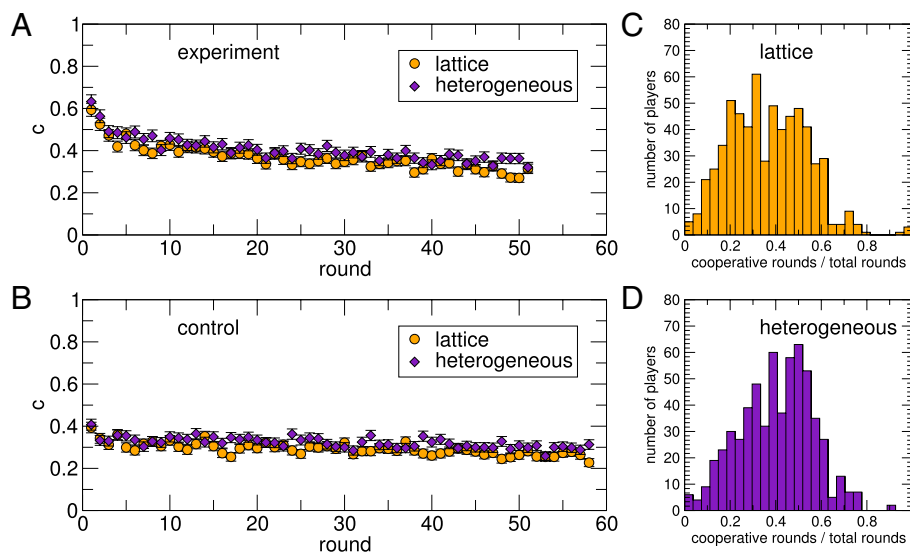 A
experiment
lattice
heterogeneous
c
1
0.8
0.6
0.4
0.2
0
0 10 20 30 40 50 60
round
B
control
lattice
heterogeneous
c
1
0.8
0.6
0.4
0.2
0
0 10 20 30 40 50 60
round
C
lattice
number of players
80
70
60
50
40
30
20
10
0
0 0.2 0.4 0.6 0.8
cooperative rounds / total rounds
D
heterogeneous
number of players
80
70
60
50
40
30
20
10
0
0 0.2 0.4 0.6 0.8
cooperative rounds / total rounds